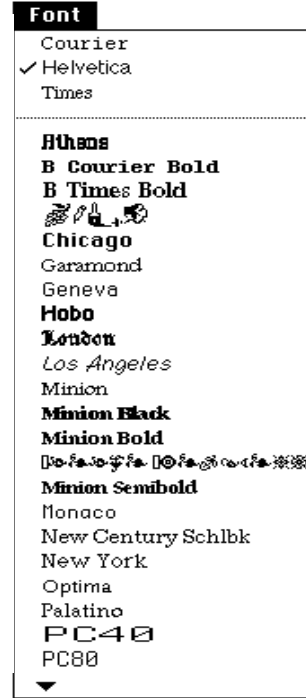 Font
Courier
✓ Helvetica
Times
Athens
B Courier Bold
B Times Bold
Chicago
Garamond
Geneva
Hobo
London
Los Angeles
Minion
Minion Black
Minion Bold
Minion Semibold
Monaco
New Century Schlbk
New York
Optima
Palatino
PC40
PC80